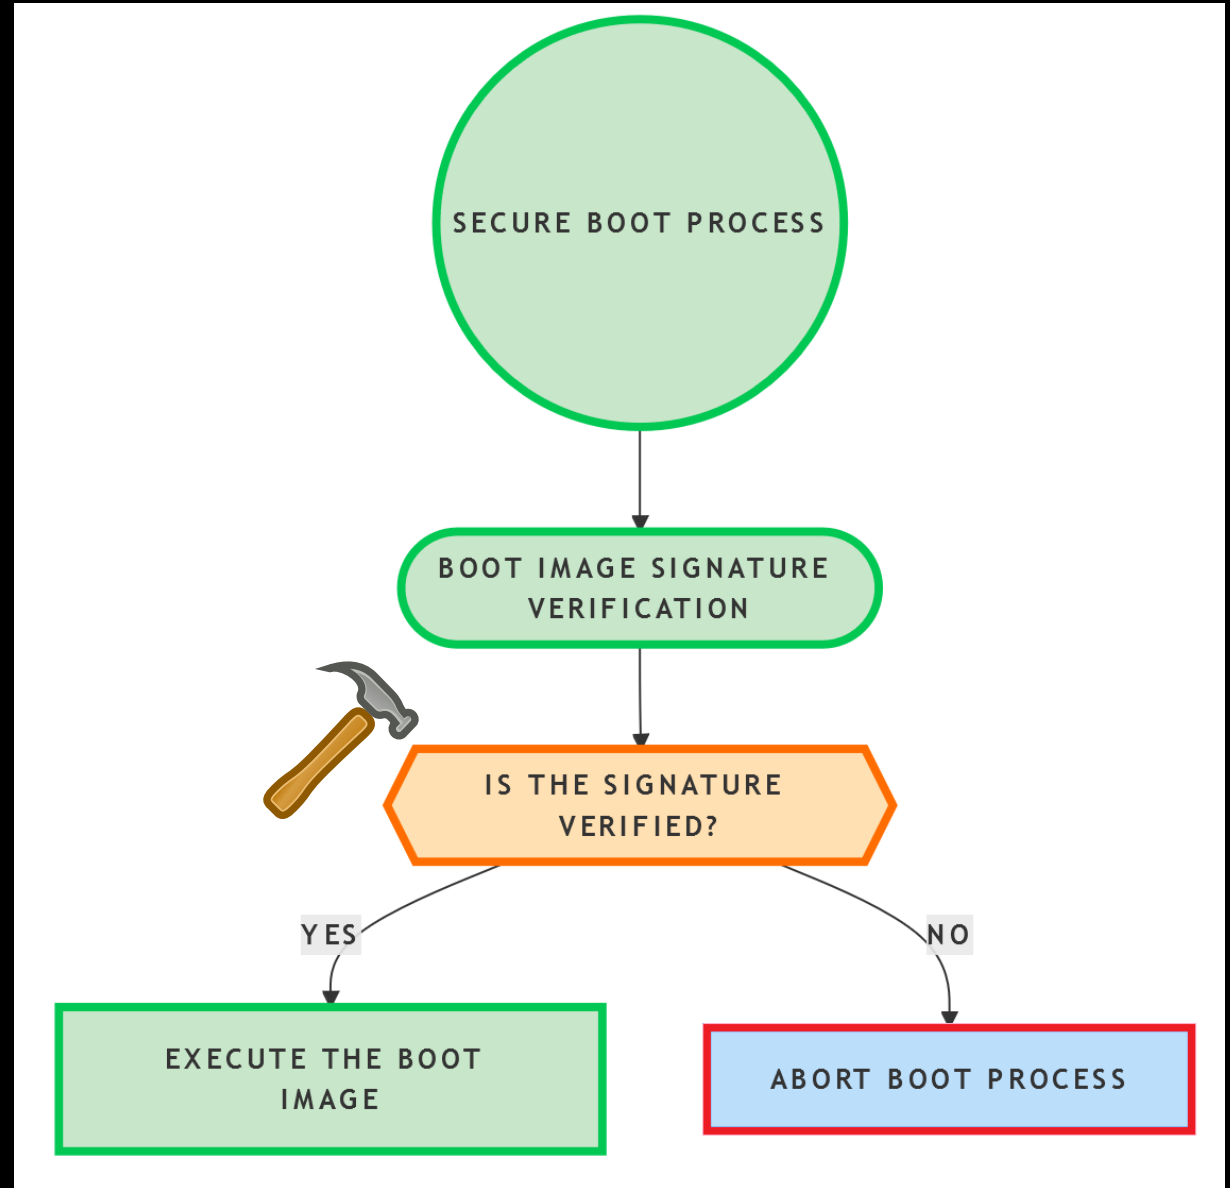 SECURE BOOT PROCESS
BOOT IMAGE SIGNATURE
VERIFICATION
IS THE SIGNATURE
VERIFIED?
YES
NO
EXECUTE THE BOOT
IMAGE
ABORT BOOT PROCESS